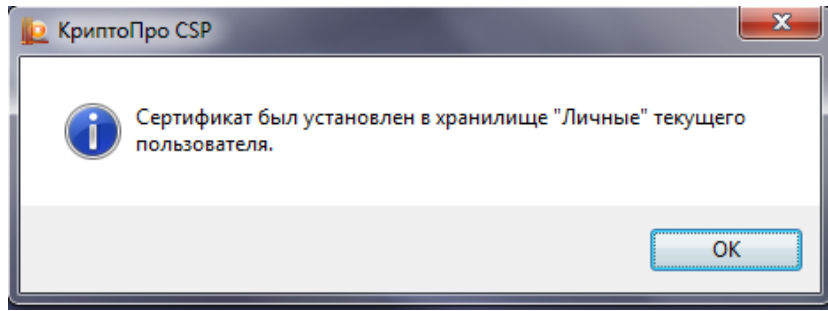 КриптоПро CSP
Сертификат был установлен в хранилище "Личные" текущего
пользователя.
OK